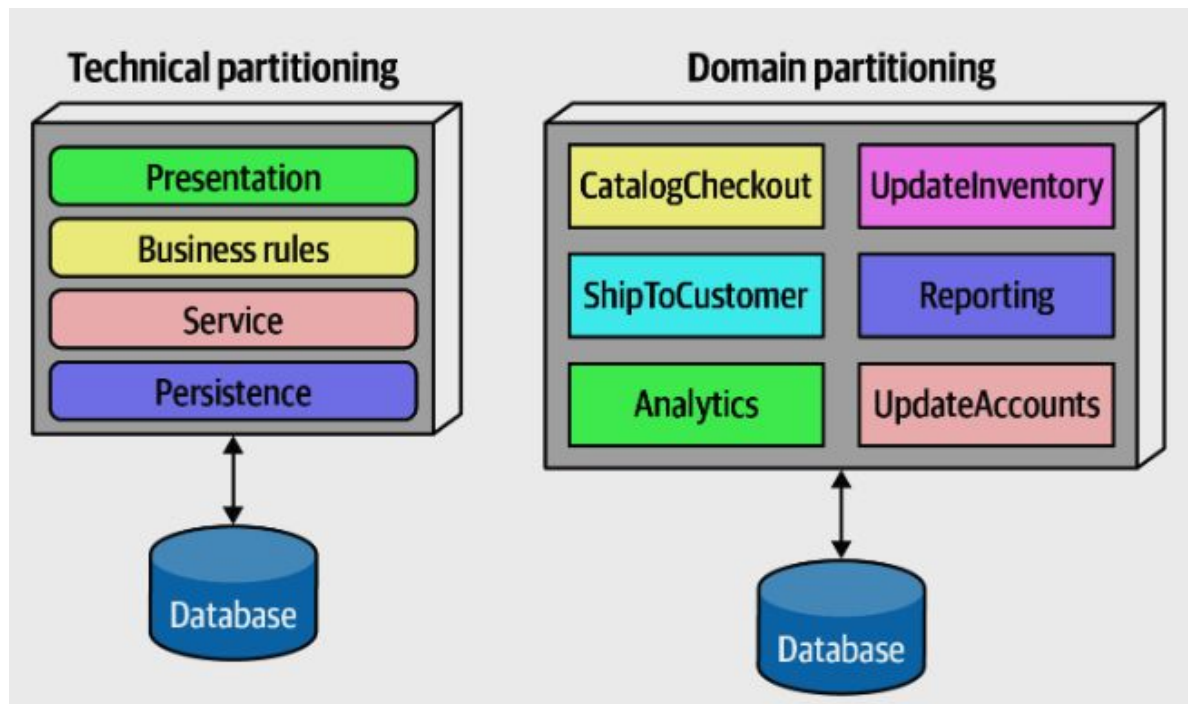 Technical partitioning
Presentation
Business rules
Service
Persistence
Database
Domain partitioning
CatalogCheckout
UpdateInventory
ShipToCustomer
Reporting
Analytics
UpdateAccounts
Database